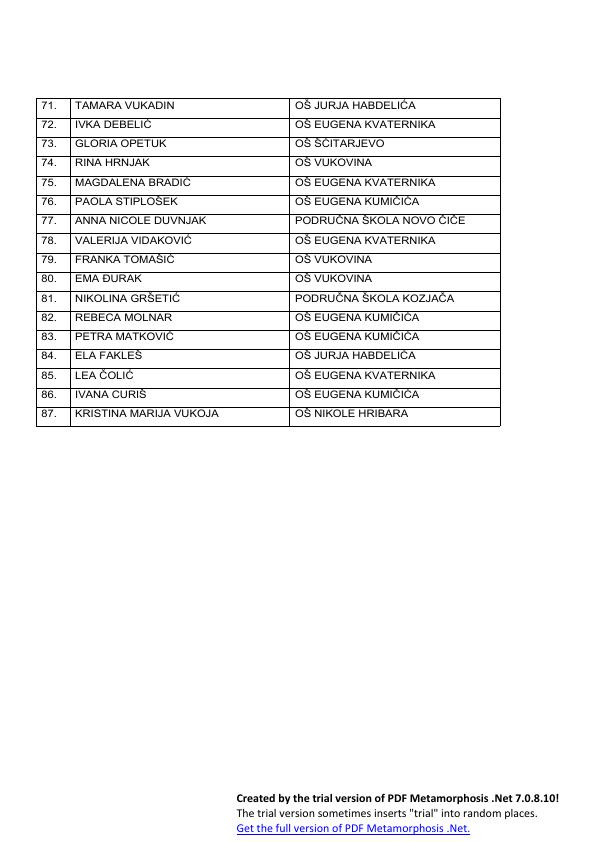 71. TAMARA VUKADIN OŠ JURJA HABDELIĆA
72. IVKA DEBELIĆ OŠ EUGENA KVATERNIKA
73. GLORIA OPETUK OŠ ŠĆITARJEVO
74. RINA HRNJAK OŠ VUKOVINA
75. MAGDALENA BRADIĆ OŠ EUGENA KVATERNIKA
76. PAOLA STIPLOŠEK OŠ EUGENA KUMIČIĆA
77. ANNA NICOLE DUVNJAK PODRUČNA ŠKOLA NOVO ČIČE
78. VALERIJA VIDAKOVIĆ OŠ EUGENA KVATERNIKA
79. FRANKA TOMAŠIĆ OŠ VUKOVINA
80. EMA ĐURAK OŠ VUKOVINA
81. NIKOLINA GRŠETIĆ PODRUČNA ŠKOLA KOZJAČA
82. REBECA MOLNAR OŠ EUGENA KUMIČIĆA
83. PETRA MATKOVIĆ OŠ EUGENA KUMIČIĆA
84. ELA FAKLEŠ OŠ JURJA HABDELIĆA
85. LEA ČOLIĆ OŠ EUGENA KVATERNIKA
86. IVANA CURIŠ OŠ EUGENA KUMIČIĆA
87. KRISTINA MARIJA VUKOJA OŠ NIKOLE HRIBARA
Created by the trial version of PDF Metamorphosis .Net 7.0.8.10!
The trial version sometimes inserts "trial" into random places.
Get the full version of PDF Metamorphosis .Net.